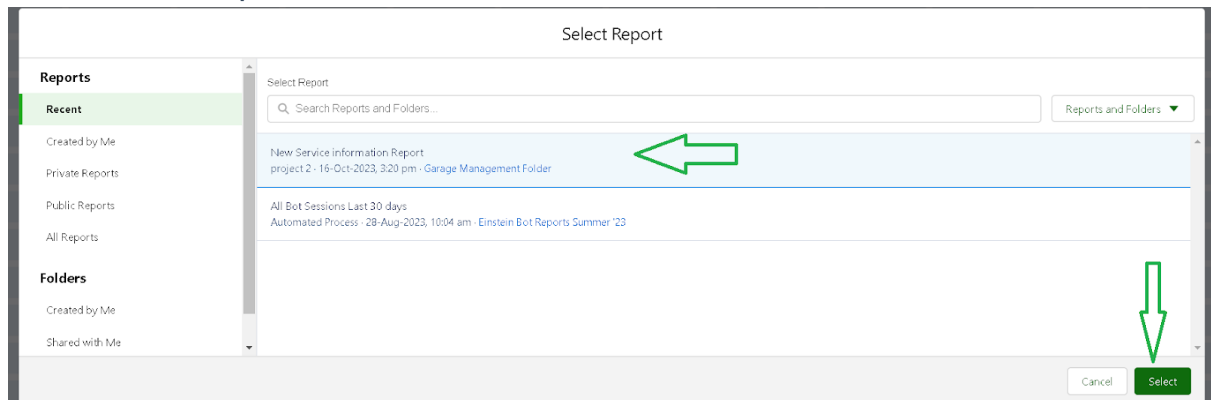 Select Report
Reports
Recent
Created by Me
Private Reports
Public Reports
All Reports
Folders
Created by Me
Shared with Me
Select Report
Search Reports and Folders...
Reports and Folders
New Service information Report
project 2 · 16-Oct-2023, 3:20 pm · Garage Management Folder
All Bot Sessions Last 30 days
Automated Process · 28-Aug-2023, 10:04 am · Einstein Bot Reports Summer '23
Cancel
Select